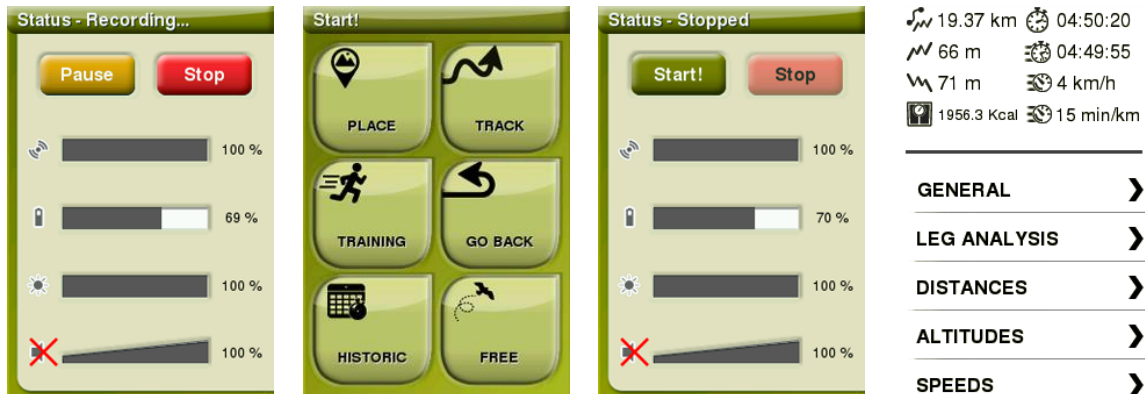 Status - Recording...
Pause Stop
100 %
69 %
100 %
100 %
Start!
PLACE TRACK
TRAINING GO BACK
HISTORIC FREE
Status - Stopped
Start! Stop
100 %
70 %
100 %
100 %
19.37 km 04:50:20
66 m 04:49:55
71 m 4 km/h
1956.3 Kcal 15 min/km
GENERAL
LEG ANALYSIS
DISTANCES
ALTITUDES
SPEEDS